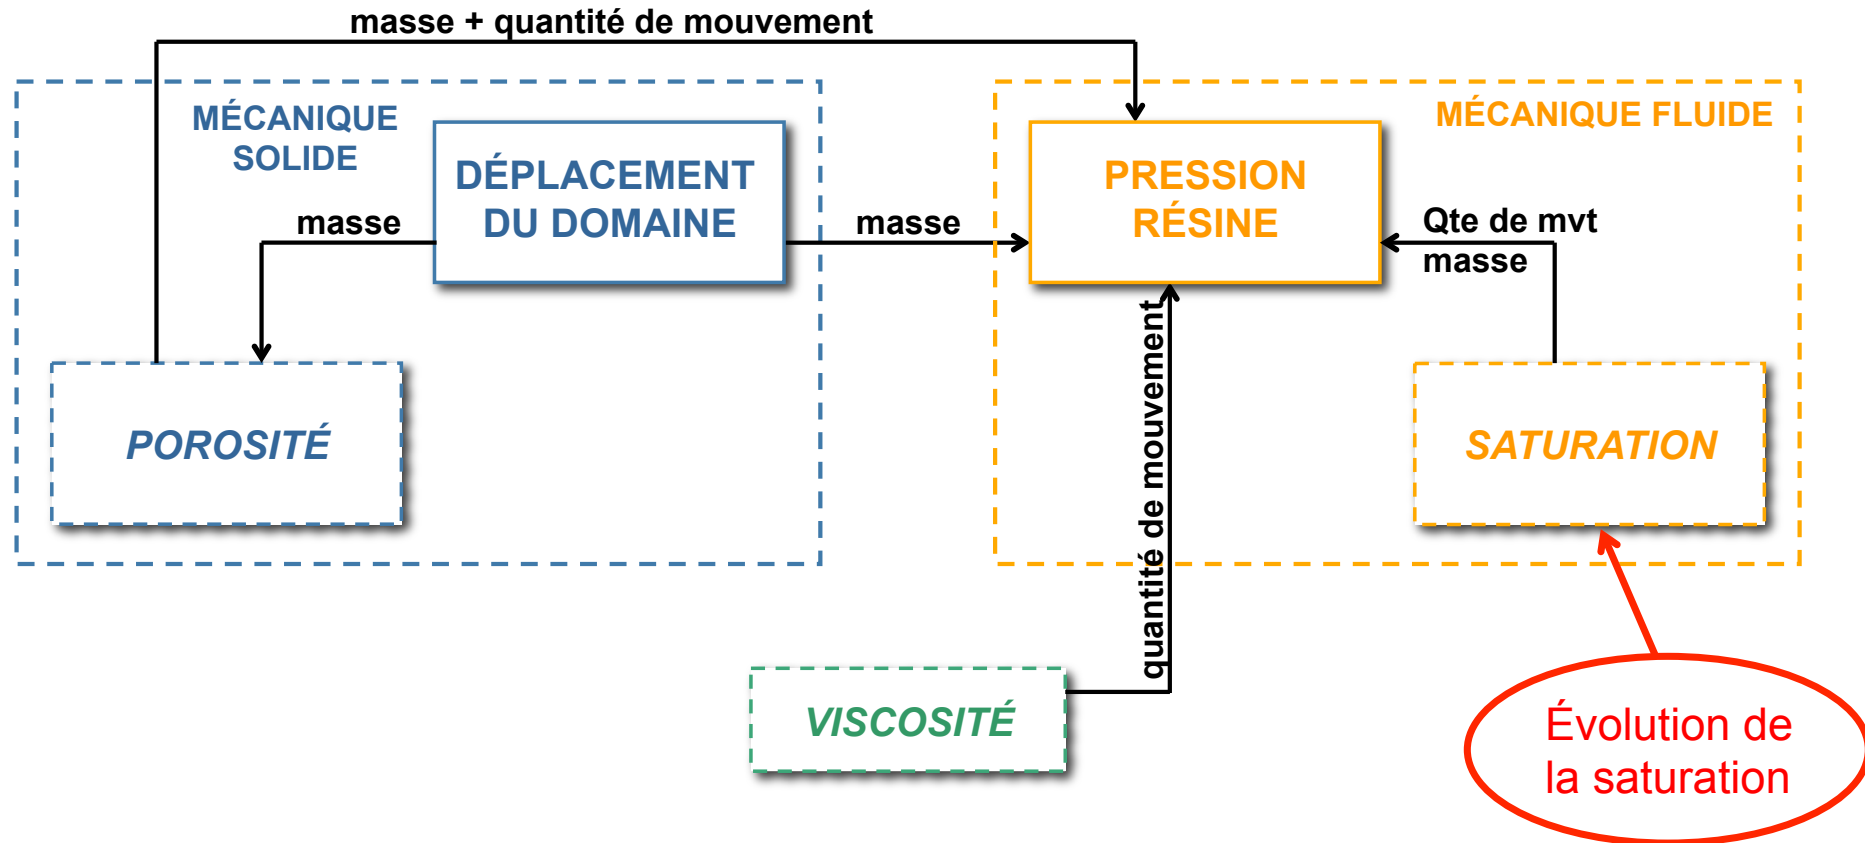 masse + quantité de mouvement
MÉCANIQUE
SOLIDE
DÉPLACEMENT
DU DOMAINE
masse
masse
POROSITÉ
MÉCANIQUE FLUIDE
PRESSION
RÉSINE
Qte de mvt
masse
SATURATION
quantité de mouvement
VISCOSITÉ
Évolution de
la saturation